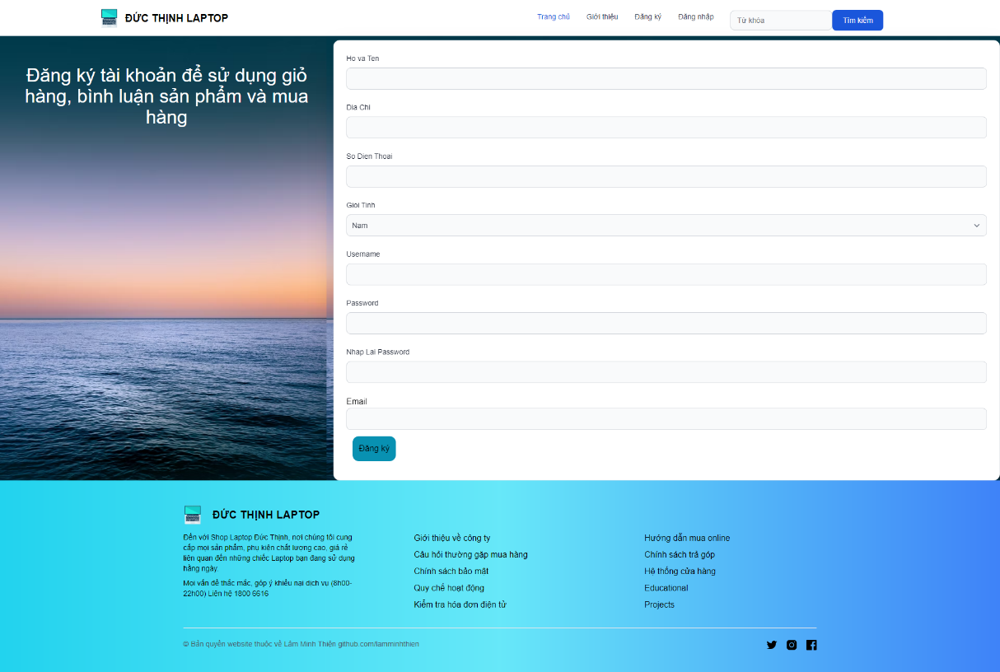 ĐỨC THỊNH LAPTOP
Trang chủ
Giới thiệu
Đăng ký
Đăng nhập
Từ khóa
Tìm kiếm
Đăng ký tài khoản để sử dụng giỏ
hàng, bình luận sản phẩm và mua
hàng
Ho va Ten
Dia Chi
So Dien Thoai
Gioi Tinh
Nam
Username
Password
Nhap Lai Password
Email
Đăng ký
ĐỨC THỊNH LAPTOP
Đến với Shop Laptop Đức Thịnh, nơi chúng tôi cung
cấp mọi sản phẩm, phụ kiện chất lượng cao, giá rẻ
liên quan đến những chiếc Laptop bạn đang sử dụng
hằng ngày.
Mọi vấn đề thắc mắc, góp ý khiếu nại dịch vụ (8h00-
22h00) Liên hệ 1800 6616
Giới thiệu về công ty
Câu hỏi thường gặp mua hàng
Chính sách bảo mật
Quy chế hoạt động
Kiểm tra hóa đơn điện tử
Hướng dẫn mua online
Chính sách trả góp
Hệ thống cửa hàng
Educational
Projects
© Bản quyền website thuộc về Lâm Minh Thiện github.com/lamminhthien